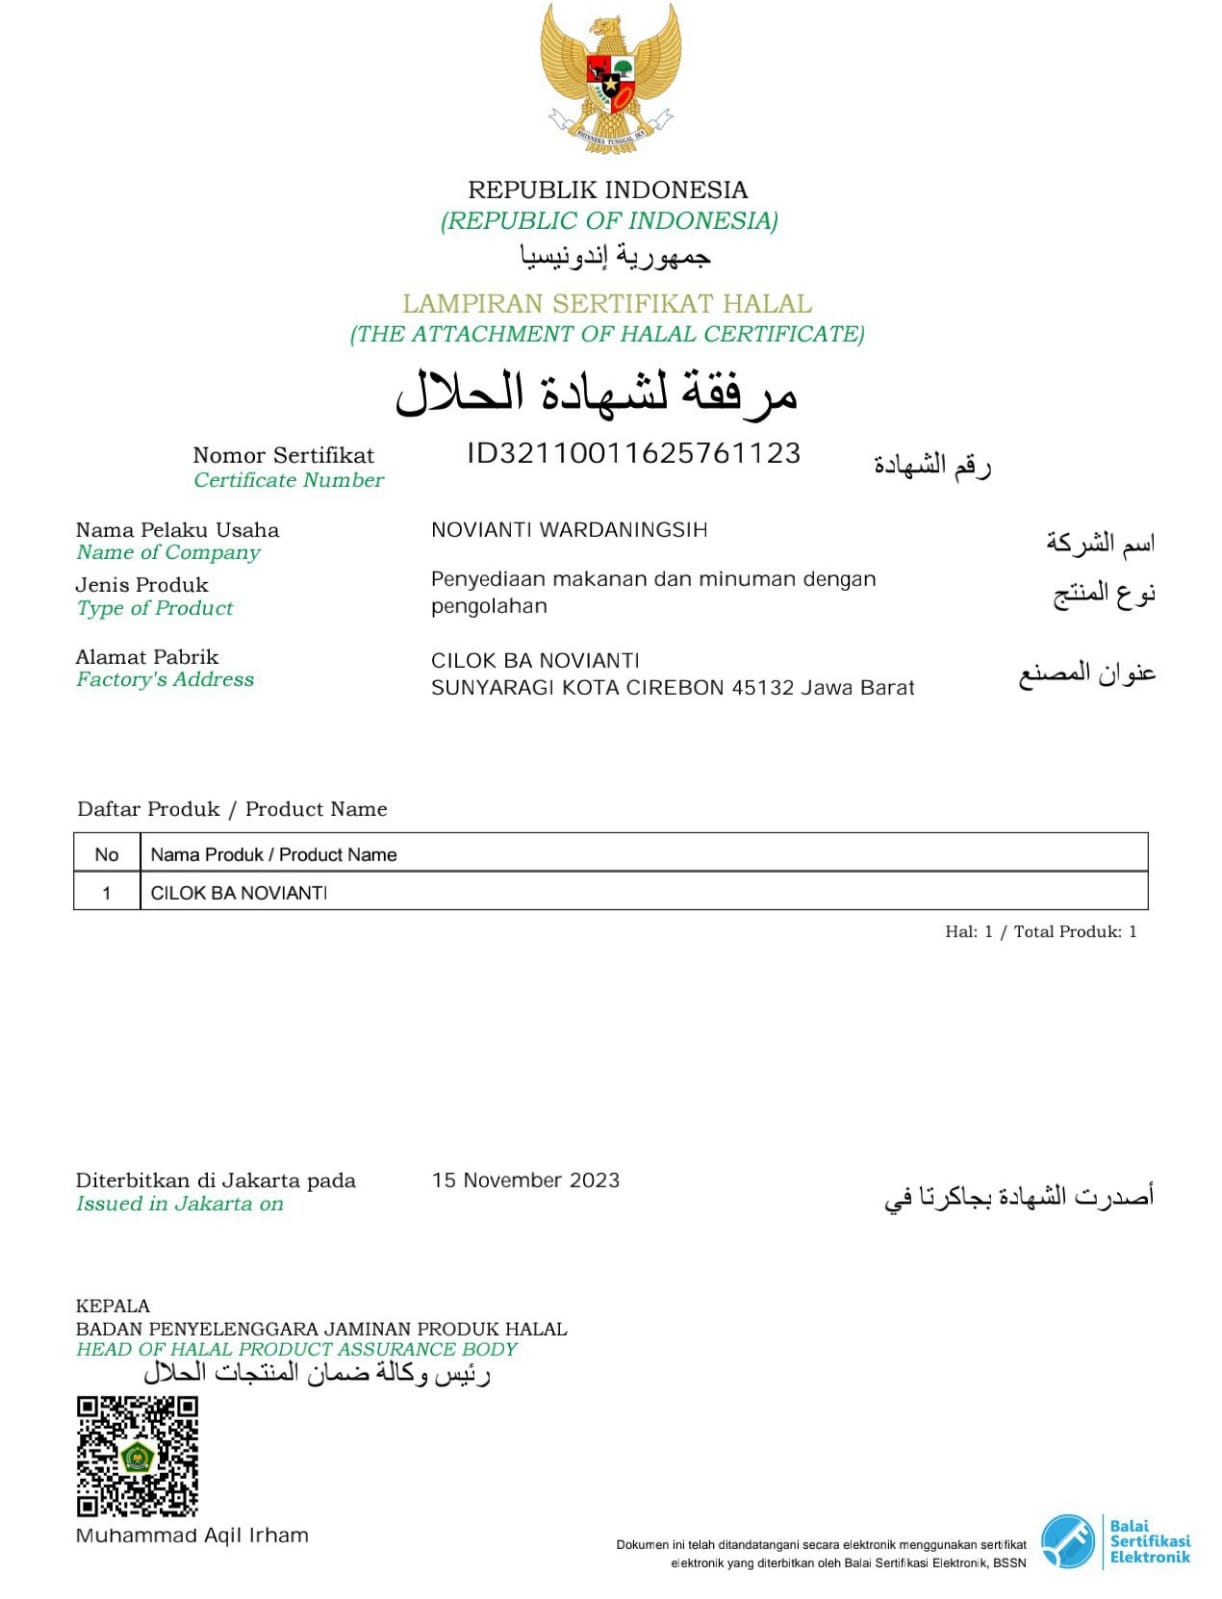 BHINNEKA TUNGGAL IKA
REPUBLIK INDONESIA
(REPUBLIC OF INDONESIA)
جمهورية إندونيسيا
LAMPIRAN SERTIFIKAT HALAL
(THE ATTACHMENT OF HALAL CERTIFICATE)
مرفقة لشهادة الحلال
Nomor Sertifikat ID32110011625761123 رقم الشهادة
Certificate Number
Nama Pelaku Usaha NOVIANTI WARDANINGSIH اسم الشركة
Name of Company
Jenis Produk Penyediaan makanan dan minuman dengan نوع المنتج
Type of Product pengolahan
Alamat Pabrik CILOK BA NOVIANTI عنوان المصنع
Factory's Address SUNYARAGI KOTA CIREBON 45132 Jawa Barat
Daftar Produk / Product Name
No Nama Produk / Product Name
1 CILOK BA NOVIANTI
Hal: 1 / Total Produk: 1
Diterbitkan di Jakarta pada 15 November 2023 أصدرت الشهادة بجاكرتا في
Issued in Jakarta on
KEPALA
BADAN PENYELENGGARA JAMINAN PRODUK HALAL
HEAD OF HALAL PRODUCT ASSURANCE BODY
رئيس وكالة ضمان المنتجات الحلال
Muhammad Aqil Irham
Dokumen ini telah ditandatangani secara elektronik menggunakan sertifikat
elektronik yang diterbitkan oleh Balai Sertifikasi Elektronik, BSSN
Balai
Sertifikasi
Elektronik